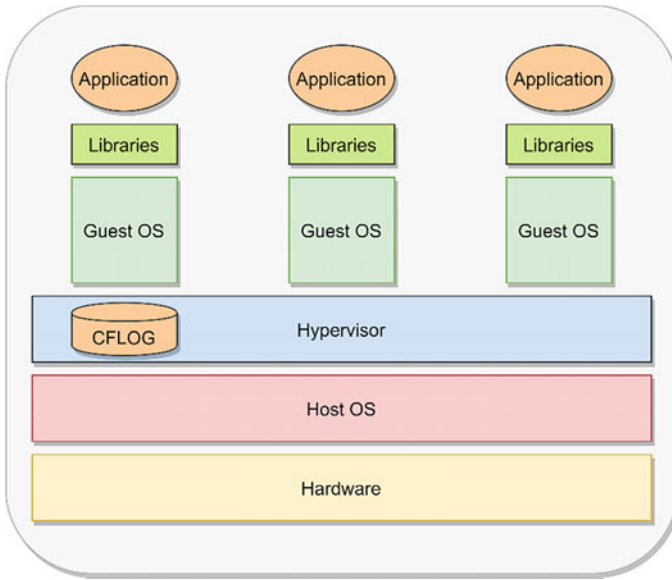 Application Application Application
Libraries Libraries Libraries
Guest OS Guest OS Guest OS
CFLOG Hypervisor
Host OS
Hardware